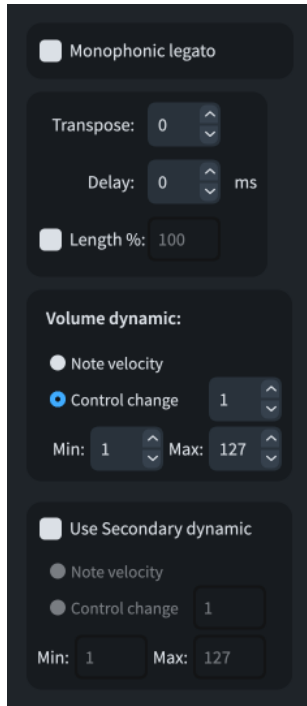 Monophonic legato
Transpose: 0
Delay: 0 ms
Length %: 100
Volume dynamic:
Note velocity
Control change 1
Min: 1 Max: 127
Use Secondary dynamic
Note velocity
Control change 1
Min: 1 Max: 127